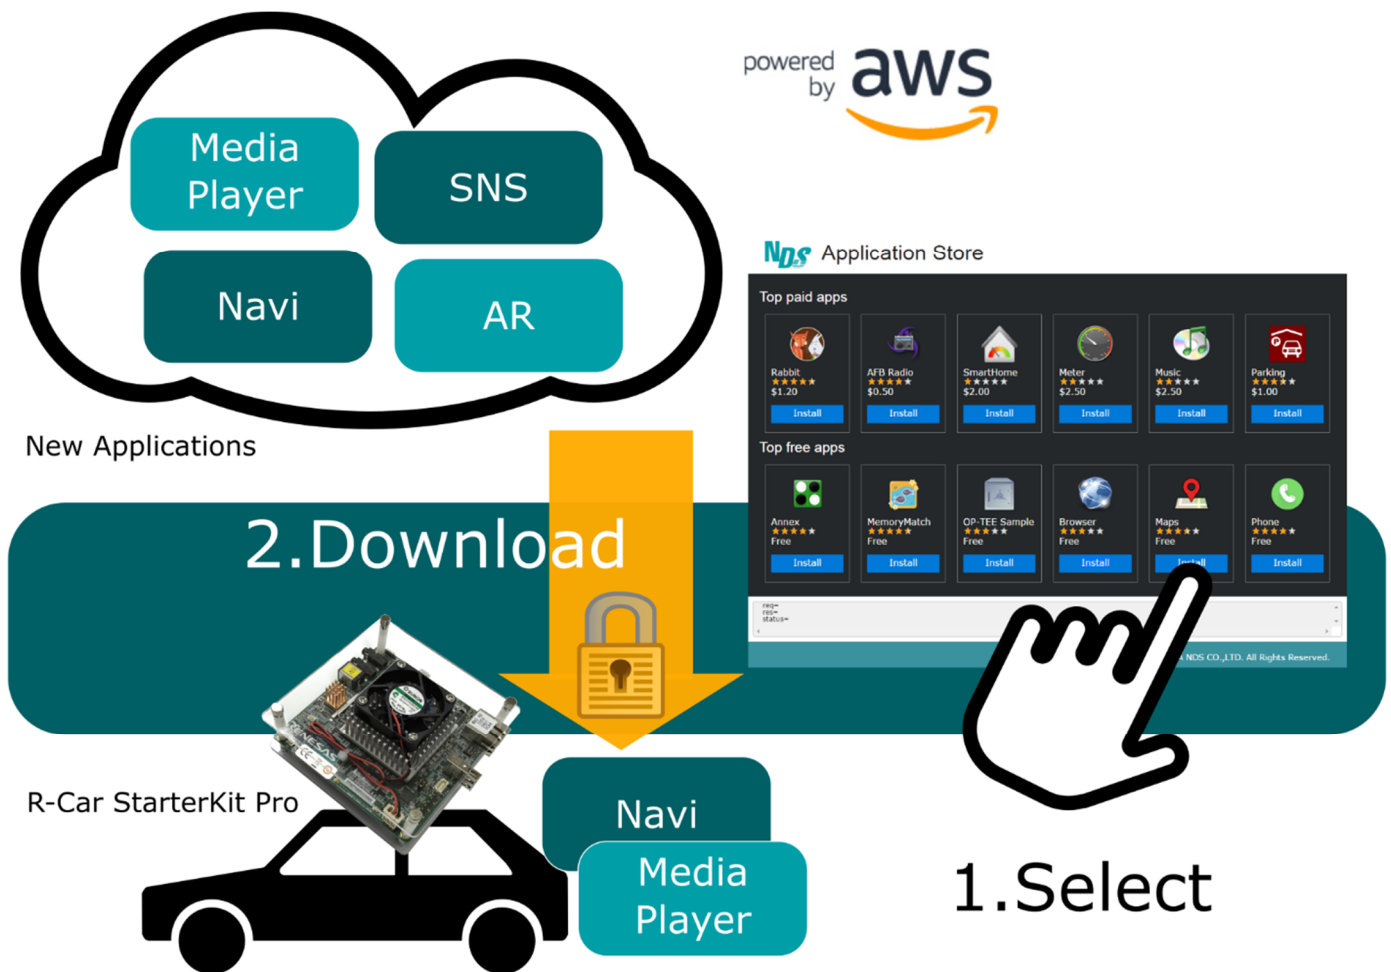 powered
by aws
Media
Player
SNS
Navi
AR
New Applications
NDS Application Store
Top paid apps
Rabbit
$1.20
Install
AFB Radio
$0.50
Install
SmartHome
$2.00
Install
Meter
$2.50
Install
Music
$2.50
Install
Parking
$1.00
Install
Top free apps
Annex
Free
Install
MemoryMatch
Free
Install
OP-TEE Sample
Free
Install
Browser
Free
Install
Maps
Free
Install
Phone
Free
Install
req=
res=
status=
NDS CO.,LTD. All Rights Reserved.
2.Download
RENESAS
R-Car StarterKit Pro
Navi
Media
Player
1.Select